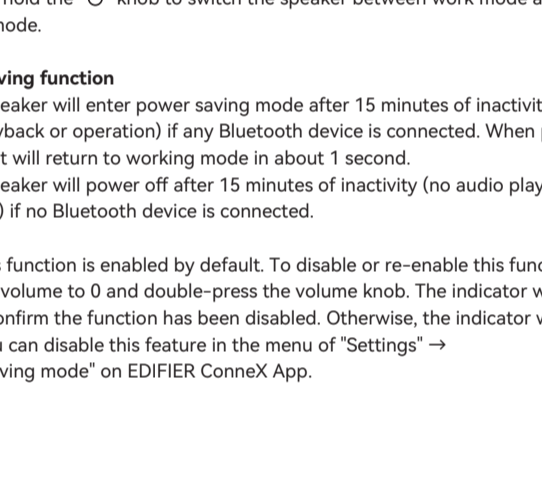 knob to switch the speaker between work mode
mode.
ving function
eaker will enter power saving mode after 15 minutes of inactivit
yback or operation) if any Bluetooth device is connected. When
t will return to working mode in about 1 second.
eaker will power off after 15 minutes of inactivity (no audio play
) if no Bluetooth device is connected.
function is enabled by default. To disable or re-enable this func
volume to 0 and double-press the volume knob. The indicator w
onfirm the function has been disabled. Otherwise, the indicator
can disable this feature in the menu of "Settings" →
ving mode" on EDIFIER ConneX App.